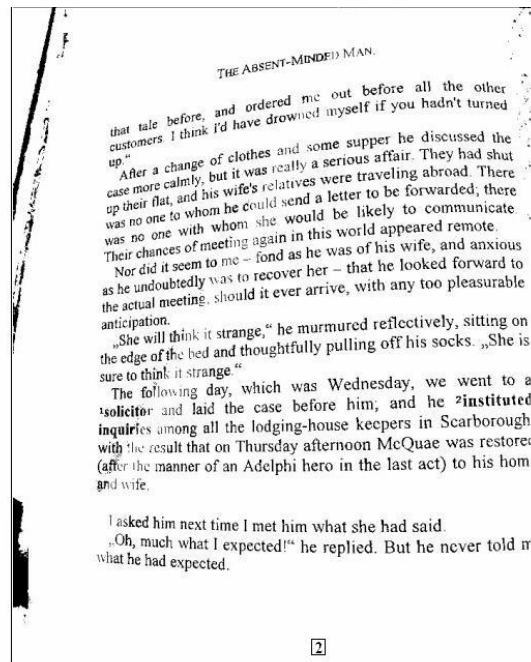 THE ABSENT-MINDED MAN.
that tale before, and ordered me out before all the other
customers. I think I'd have drowned myself if you hadn't turned
up.“
After a change of clothes and some supper he discussed the
case more calmly, but it was really a serious affair. They had shut
up their flat, and his wife's relatives were traveling abroad. There
was no one to whom he could send a letter to be forwarded; there
was no one with whom she would be likely to communicate.
Their chances of meeting again in this world appeared remote.
Nor did it seem to me – fond as he was of his wife, and anxious
as he undoubtedly was to recover her – that he looked forward to
the actual meeting, should it ever arrive, with any too pleasurable
anticipation.
„She will think it strange,“ he murmured reflectively, sitting on
the edge of the bed and thoughtfully pulling off his socks. „She is
sure to think it strange.“
The following day, which was Wednesday, we went to a
¹solicitor and laid the case before him; and he ²instituted
inquiries among all the lodging-house keepers in Scarborough
with the result that on Thursday afternoon McQuae was restored
(after the manner of an Adelphi hero in the last act) to his hom
and wife.
I asked him next time I met him what she had said.
„Oh, much what I expected!“ he replied. But he never told m
what he had expected.
2